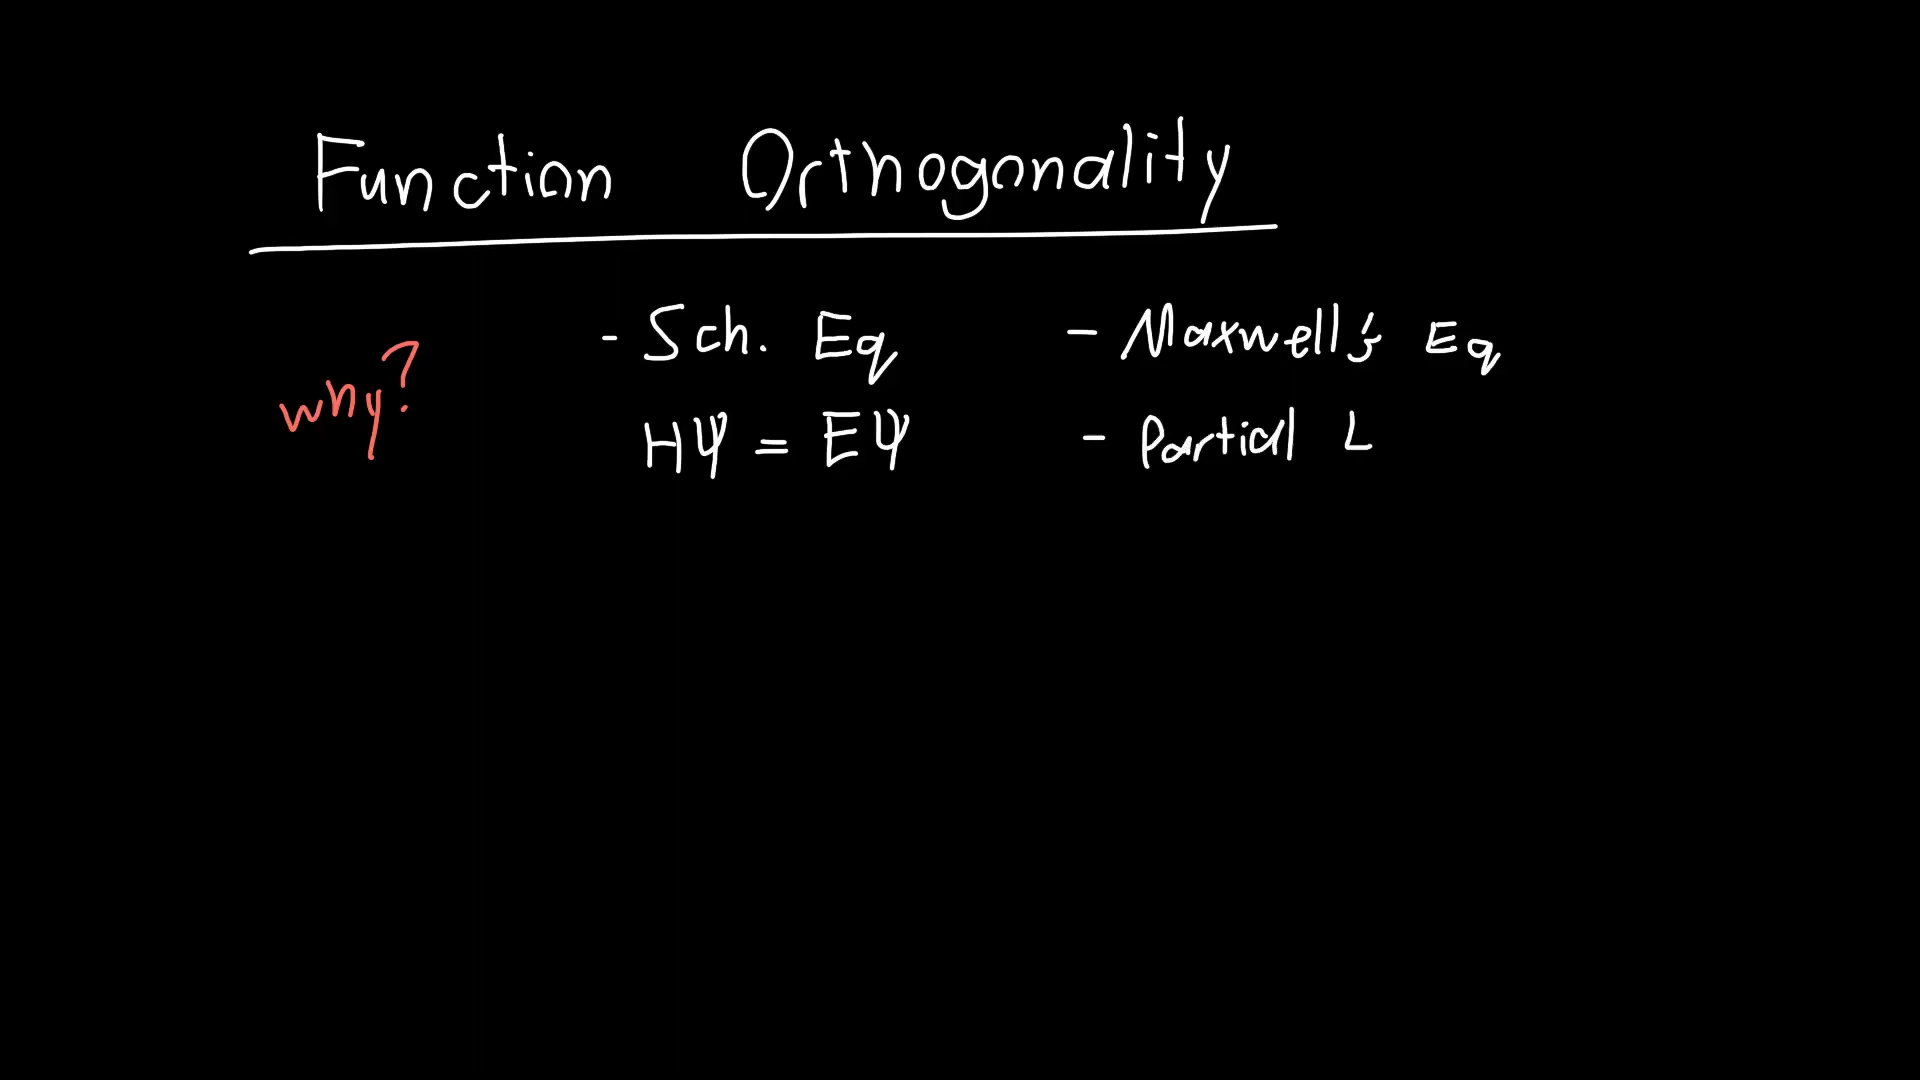 Function Orthogonality
why?
- Sch. Eq
HΨ = EΨ
- Maxwell's Eq
- Partial L